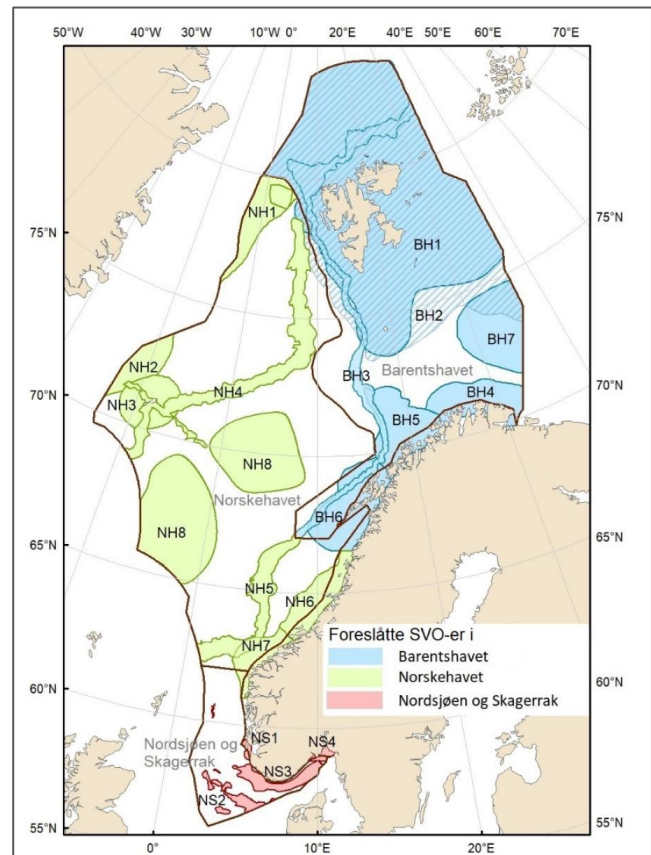 50°W 40°W 30°W 20°W 10°W 0° 20°E 30°E 40°E 50°E 60°E
75°N
70°N
65°N
60°N
55°N
75°N
70°N
65°N
60°N
55°N
0° 10°E 20°E
NH1
BH1
BH2
BH7
NH2
BH3
Barentshavet
NH3
NH4
BH4
BH5
NH8
Norskehavet
BH6
NH8
NH5
NH6
NH7
Foreslåtte SVO-er i
Barentshavet
Norskehavet
Nordsjøen og Skagerrak
NS1
NS4
Nordsjøen og
Skagerrak
NS3
NS2